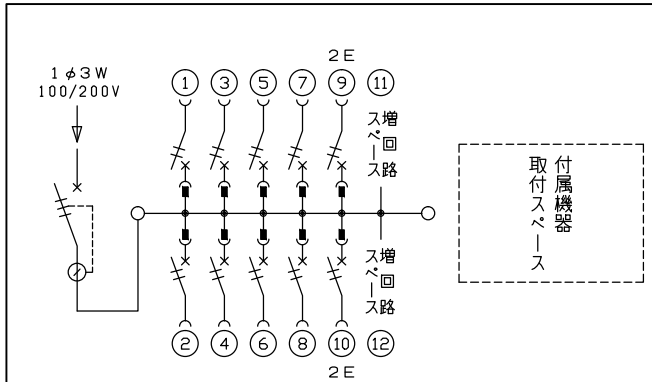 1φ3W
100/200V
2E
① ③ ⑤ ⑦ ⑨ ⑪
増回路
スペース
付属機器
取付スペース
増回路
スペース
② ④ ⑥ ⑧ ⑩ ⑫
2E